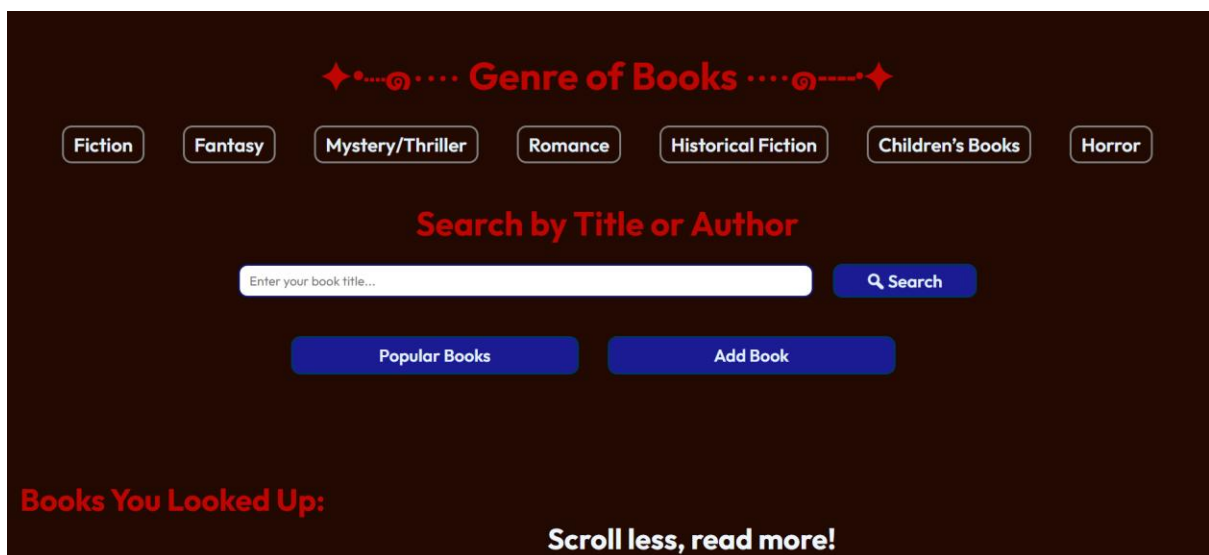 ✦•┈๑⋅⋯ Genre of Books ⋯⋅๑┈•✦
Fiction Fantasy Mystery/Thriller Romance Historical Fiction Children’s Books Horror
Search by Title or Author
Enter your book title... 🔍 Search
Popular Books Add Book
Books You Looked Up:
Scroll less, read more!